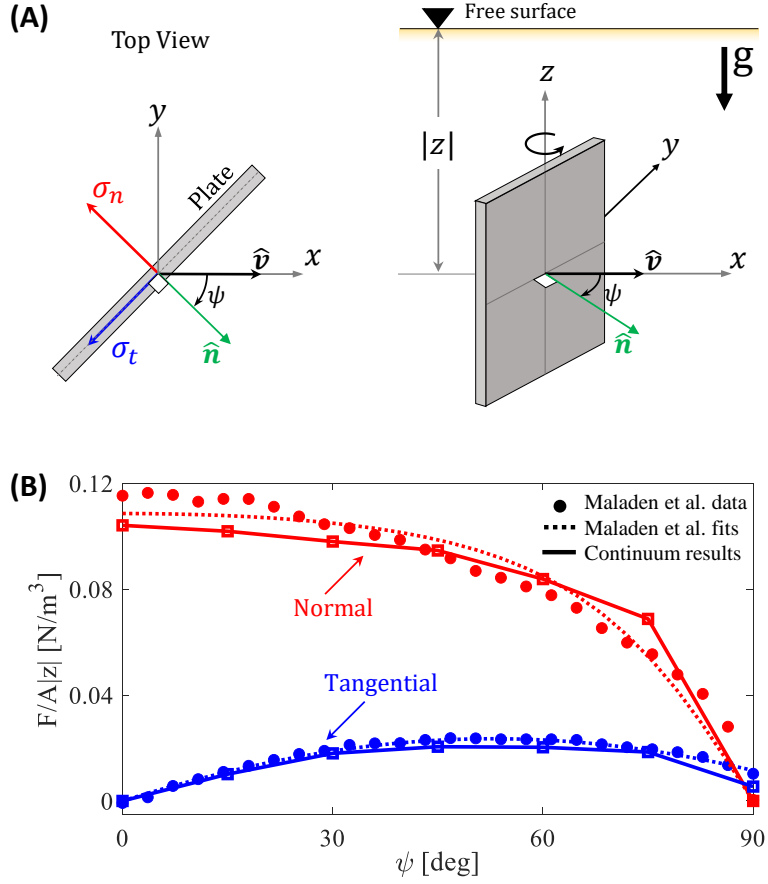 (A)
Top View
Free surface
g
y
z
|z|
y
σₙ
Plate
v̂
x
v̂
x
ψ
ψ
σₜ
n̂
n̂
(B)
0.12
Maladen et al. data
Maladen et al. fits
Continuum results
0.08
Normal
F/A|z| [N/m³]
0.04
Tangential
0
0
30
60
90
ψ [deg]